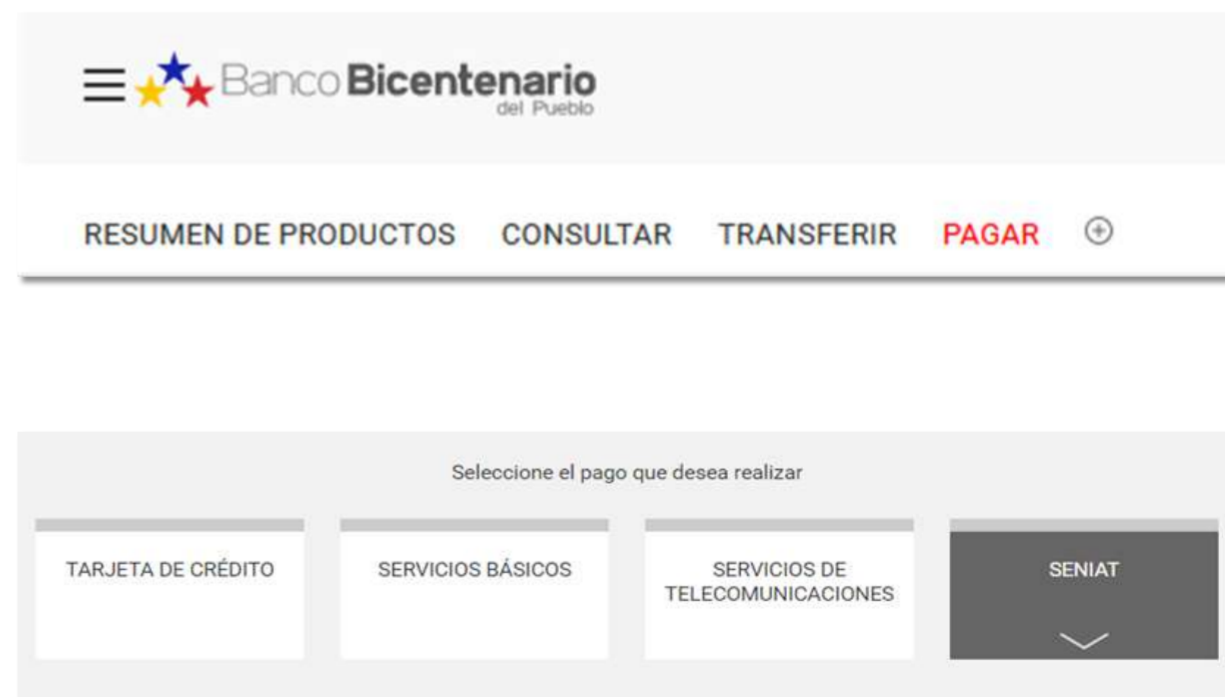 Banco Bicentenario
del Pueblo
RESUMEN DE PRODUCTOS CONSULTAR TRANSFERIR PAGAR
Seleccione el pago que desea realizar
TARJETA DE CRÉDITO SERVICIOS BÁSICOS SERVICIOS DE SENIAT
TELECOMUNICACIONES